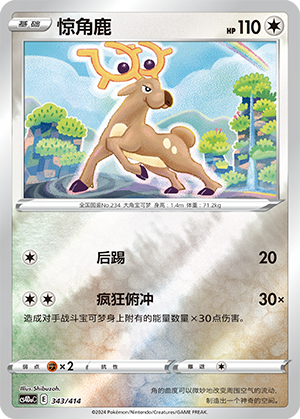 基础 惊角鹿 HP 110
全国图鉴No.234 大角宝可梦 身高：1.4m 体重：71.2kg
后踢 20
疯狂俯冲 30×
造成对手战斗宝可梦身上附有的能量数量×30点伤害。
弱点 ×2 抗性 撤退
Illus. Shibuzoh.
E 343/414
角的曲度可以微妙地改变周围空气的流动，
制造出一个神奇的空间。
©2024 Pokémon/Nintendo/Creatures/GAME FREAK.